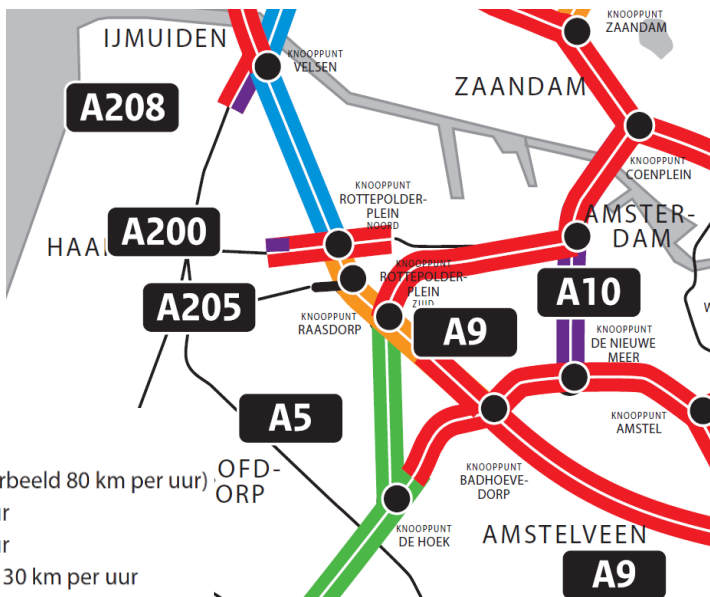 IJMUIDEN
KNOOPPUNT
VELSEN
KNOOPPUNT
ZAANDAM
ZAANDAM
A208
KNOOPPUNT
COENPLEIN
KNOOPPUNT
ROTTEPOLDER-
PLEIN
NOORD
A200
AMSTER-
DAM
KNOOPPUNT
ROTTEPOLDER-
PLEIN
ZUID
A205
KNOOPPUNT
RAASDORP
A9
A10
KNOOPPUNT
DE NIEUWE
MEER
A5
KNOOPPUNT
AMSTEL
KNOOPPUNT
BADHOEVE-
DORP
rbeeld 80 km per uur)
OFD-
ORP
ur
ur
30 km per uur
KNOOPPUNT
DE HOEK
AMSTELVEEN
A9